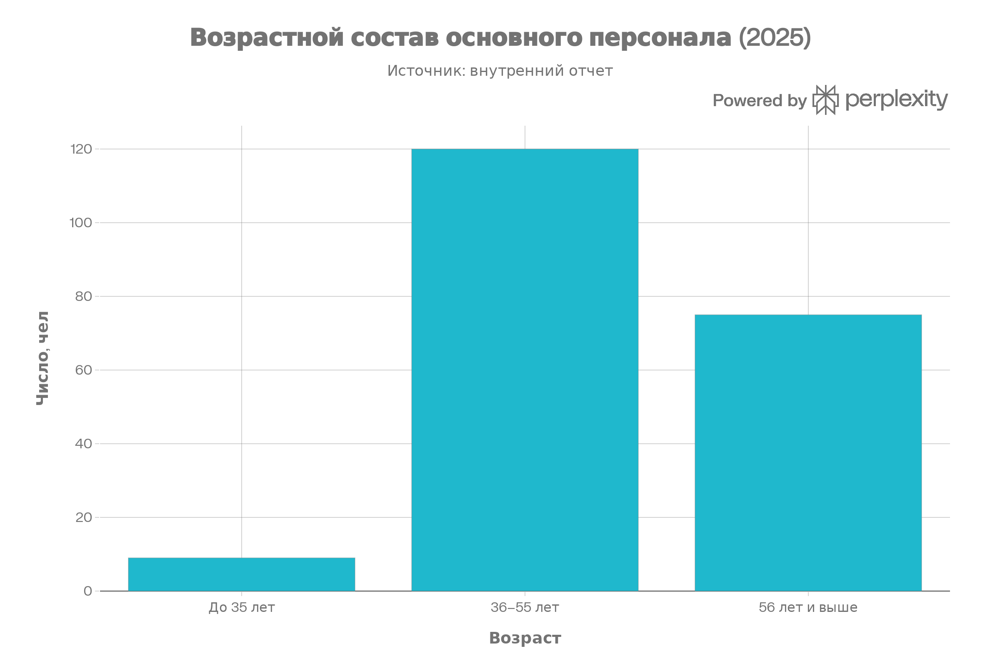 Возрастной состав основного персонала (2025)
Источник: внутренний отчет
Powered by perplexity
120
100
80
60
40
20
0
Число, чел
До 35 лет
36–55 лет
56 лет и выше
Возраст